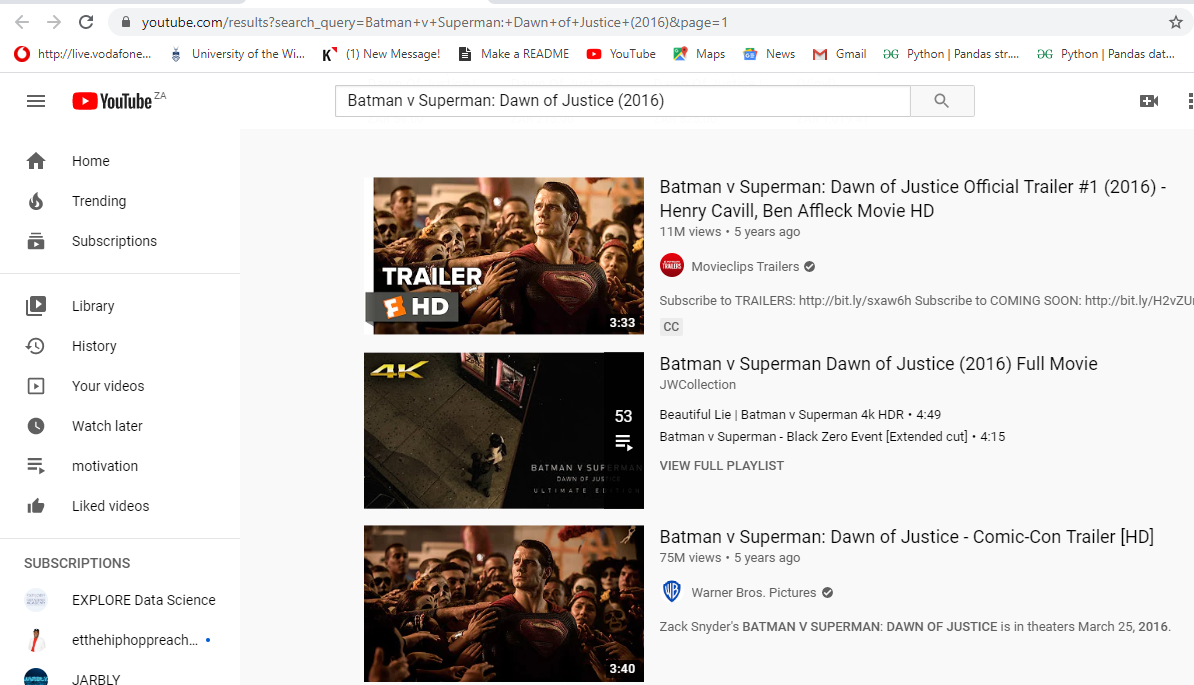 youtube.com/results?search_query=Batman+v+Superman:+Dawn+of+Justice+(2016)&page=1
http://live.vodafone... University of the Wi... (1) New Message! Make a README YouTube Maps News Gmail Python | Pandas str.... Python | Pandas dat...
YouTube ZA
Batman v Superman: Dawn of Justice (2016)
Home
Trending
Subscriptions
Library
History
Your videos
Watch later
motivation
Liked videos
SUBSCRIPTIONS
EXPLORE Data Science
etthehiphoppreach...
JARBLY
TRAILER
HD
3:33
Batman v Superman: Dawn of Justice Official Trailer #1 (2016) -
Henry Cavill, Ben Affleck Movie HD
11M views • 5 years ago
Movieclips Trailers
Subscribe to TRAILERS: http://bit.ly/sxaw6h Subscribe to COMING SOON: http://bit.ly/H2vZU
CC
4K
53
BATMAN V SUPERMAN
DAWN OF JUSTICE
ULTIMATE EDITION
Batman v Superman Dawn of Justice (2016) Full Movie
JWCollection
Beautiful Lie | Batman v Superman 4k HDR • 4:49
Batman v Superman - Black Zero Event [Extended cut] • 4:15
VIEW FULL PLAYLIST
3:40
Batman v Superman: Dawn of Justice - Comic-Con Trailer [HD]
75M views • 5 years ago
Warner Bros. Pictures
Zack Snyder's BATMAN V SUPERMAN: DAWN OF JUSTICE is in theaters March 25, 2016.